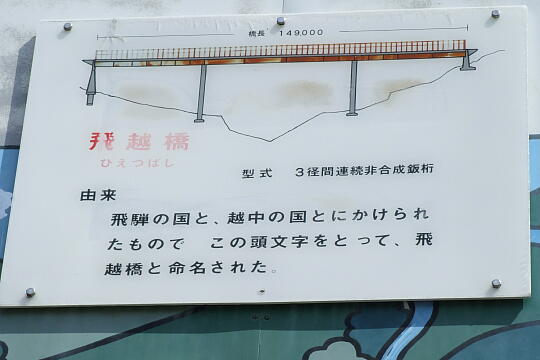 橋長 149,000
飛越橋
ひえつばし
型式 3径間連続非合成鈑桁
由来
飛騨の国と、越中の国とにかけられ
たもので この頭文字をとって、飛
越橋と命名された。